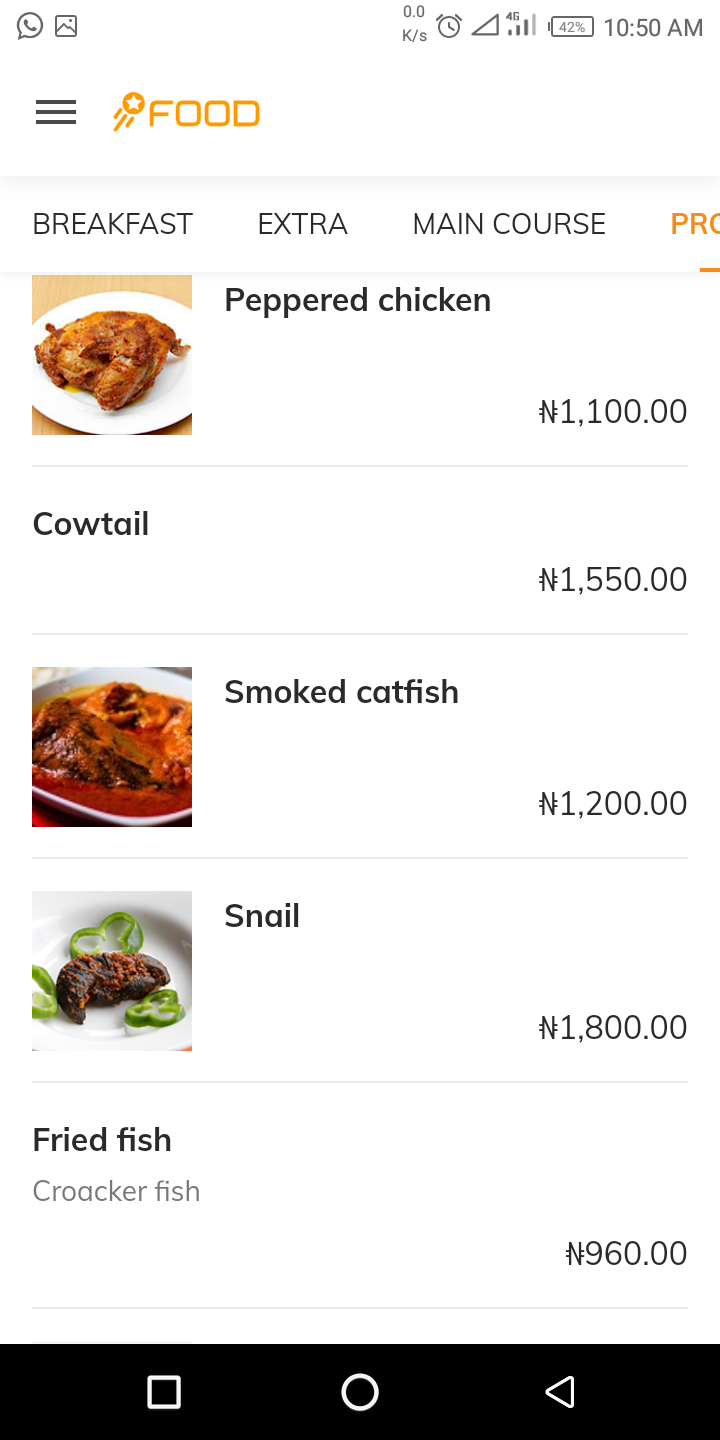 0.0
K/s
4G
42%
10:50 AM
FOOD
BREAKFAST EXTRA MAIN COURSE PRO
Peppered chicken
₦1,100.00
Cowtail
₦1,550.00
Smoked catfish
₦1,200.00
Snail
₦1,800.00
Fried fish
Croacker fish
₦960.00